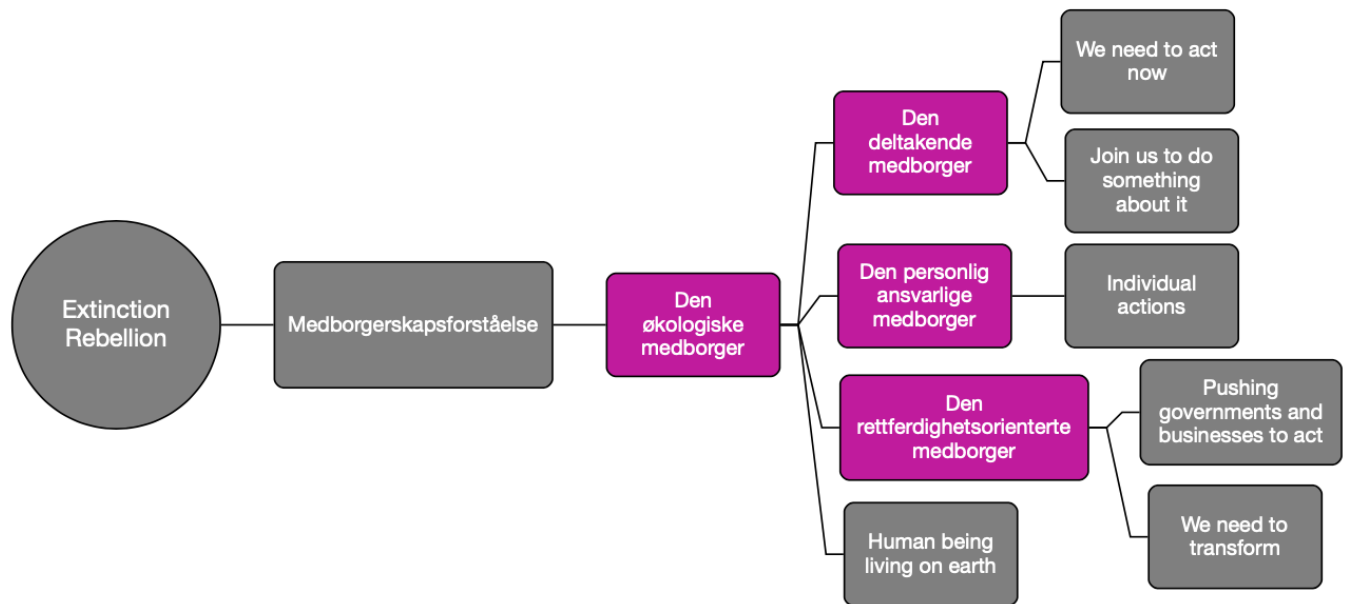 Extinction
Rebellion
Medborgerskapsforståelse
Den
økologiske
medborger
Den
deltakende
medborger
We need to act
now
Join us to do
something
about it
Den personlig
ansvarlige
medborger
Individual
actions
Den
rettferdighetsorienterte
medborger
Pushing
governments and
businesses to act
We need to
transform
Human being
living on earth